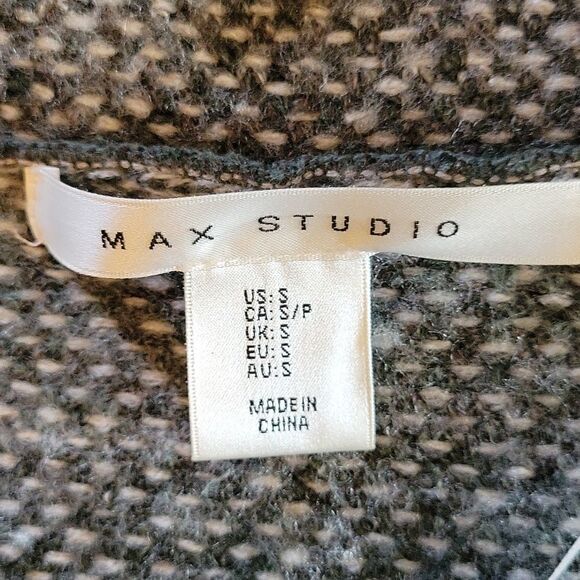 MAX STUDIO
US: S
CA: S/P
UK: S
EU: S
AU: S
MADE IN
CHINA